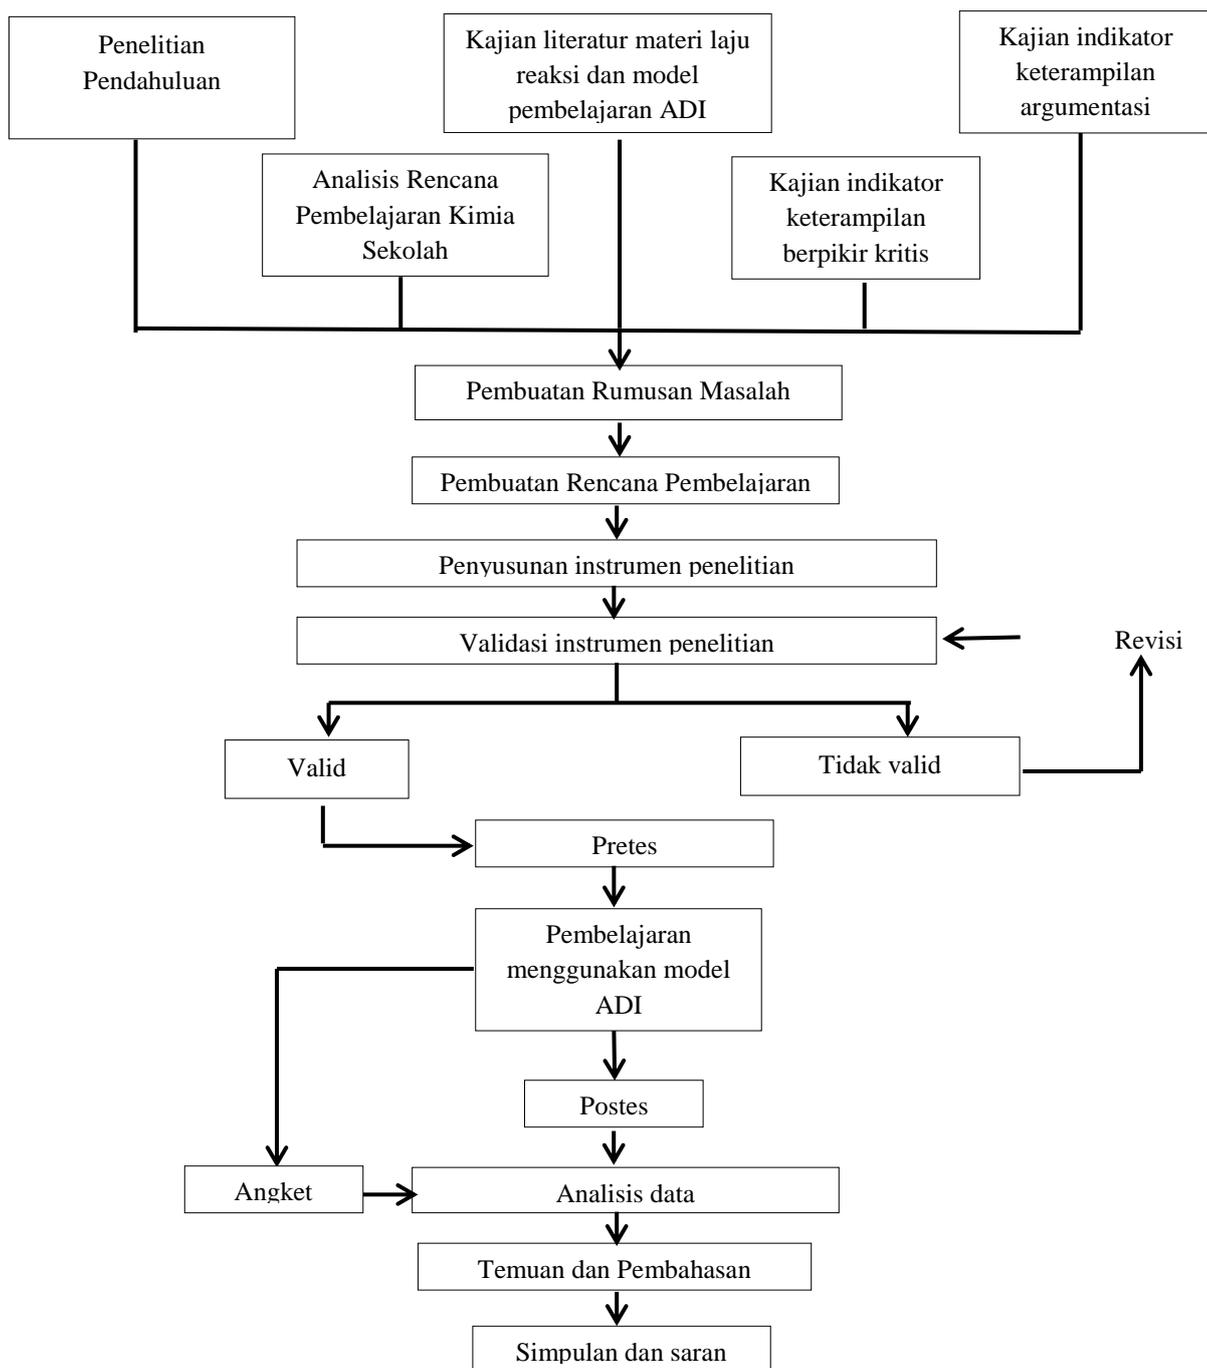 Penelitian
Pendahuluan
Kajian literatur materi laju
reaksi dan model
pembelajaran ADI
Kajian indikator
keterampilan
argumentasi
Analisis Rencana
Pembelajaran Kimia
Sekolah
Kajian indikator
keterampilan
berpikir kritis
Pembuatan Rumusan Masalah
Pembuatan Rencana Pembelajaran
Penyusunan instrumen penelitian
Validasi instrumen penelitian
Revisi
Valid
Tidak valid
Pretes
Pembelajaran
menggunakan model
ADI
Postes
Angket
Analisis data
Temuan dan Pembahasan
Simpulan dan saran